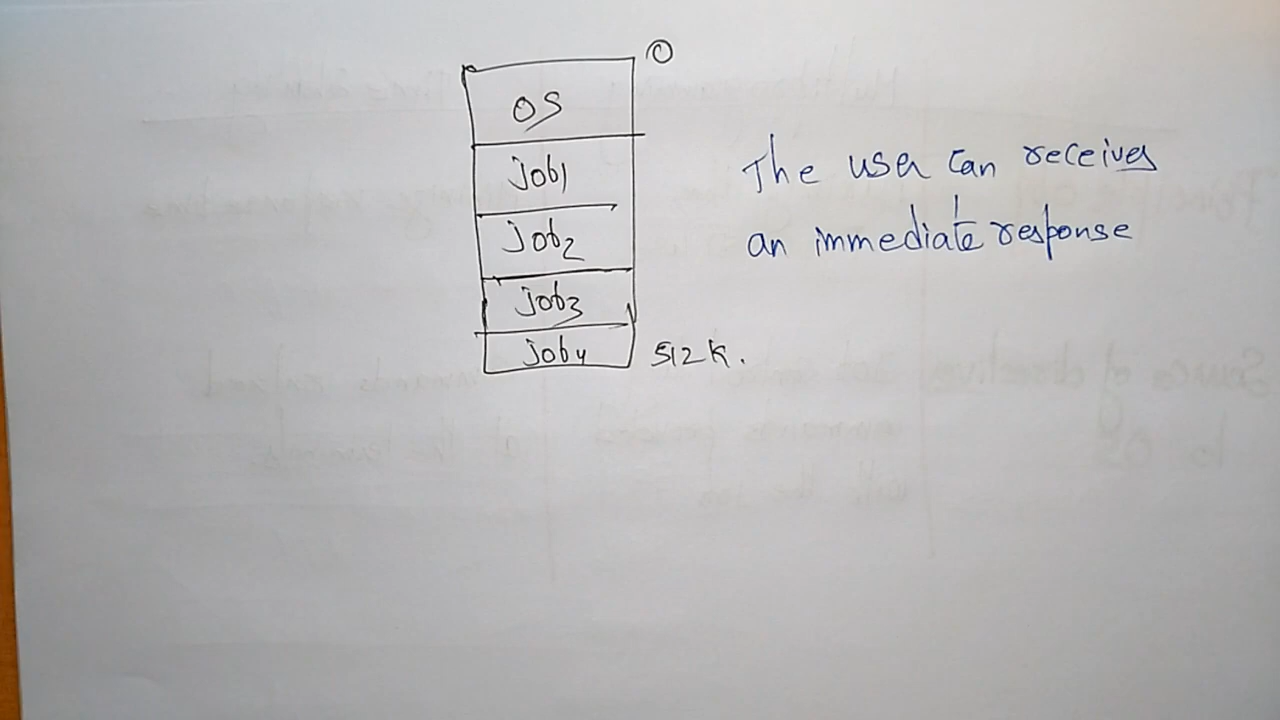 0
OS
job1
job2
job3
job4
512K.
The user can receives
an immediate response